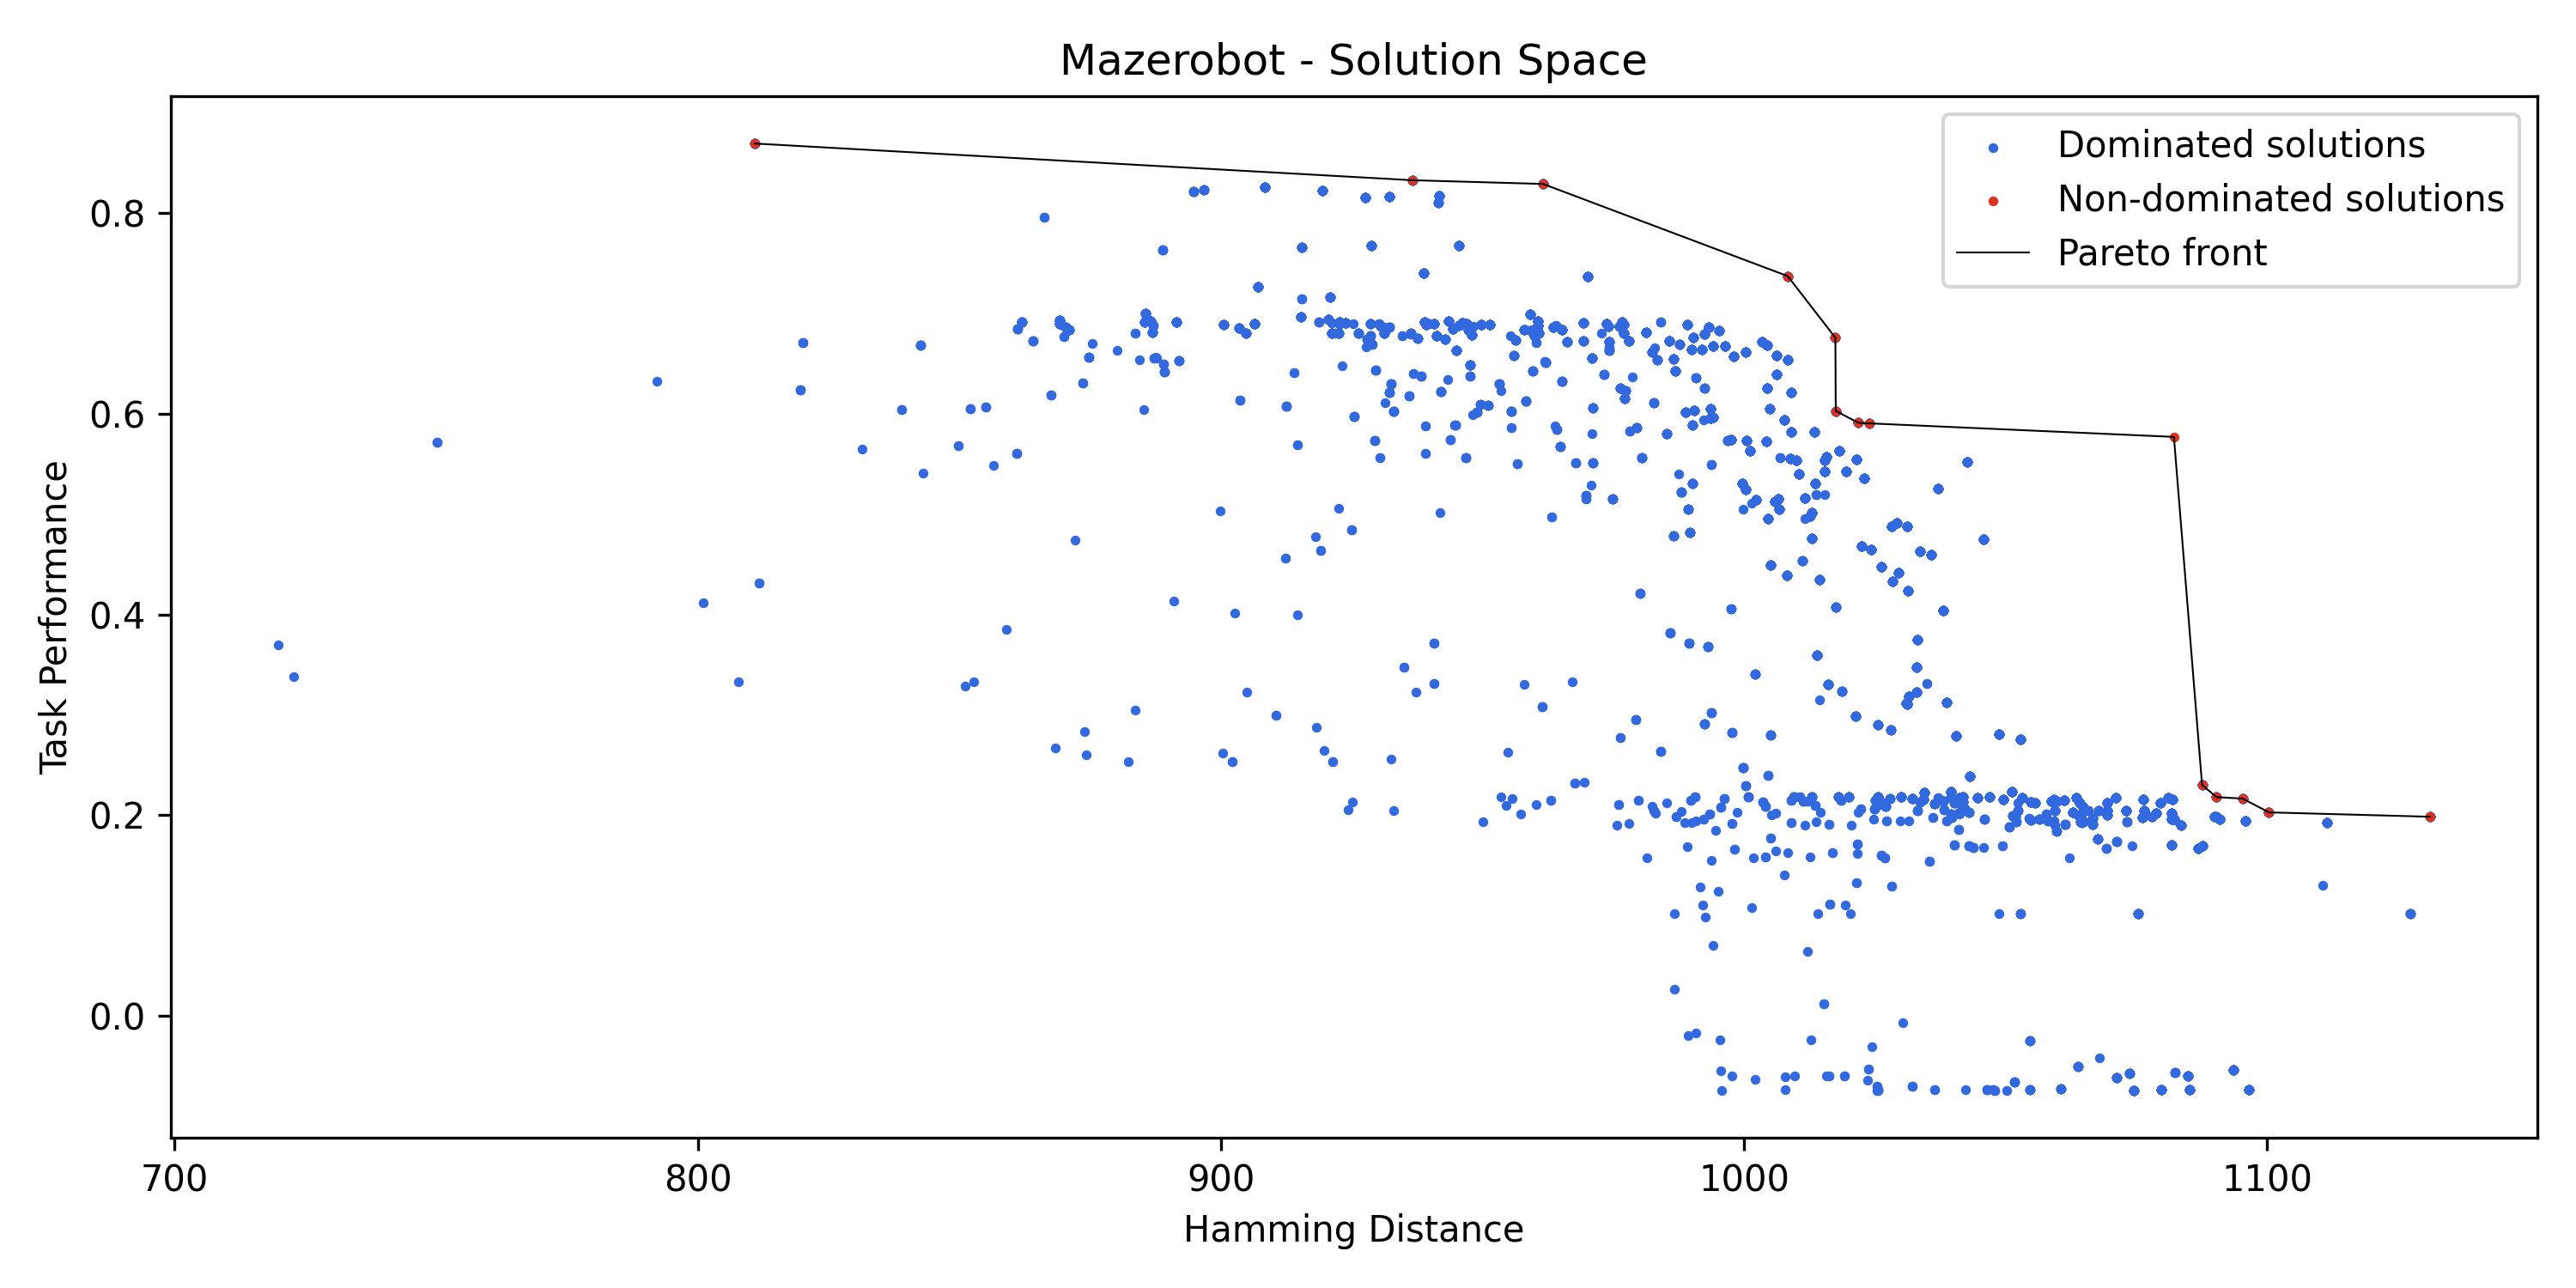 Mazerobot - Solution Space
Dominated solutions
Non-dominated solutions
Pareto front
Task Performance
0.8
0.6
0.4
0.2
0.0
700 800 900 1000 1100
Hamming Distance